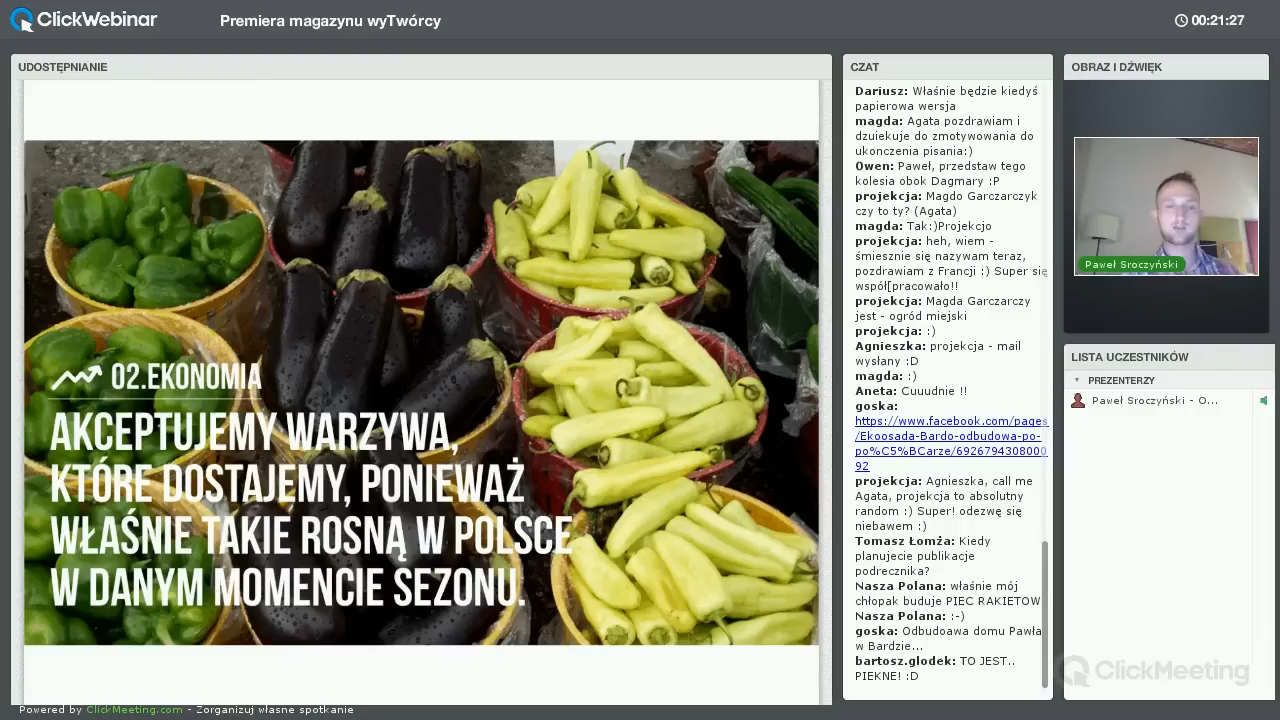 ClickWebinar
Premiera magazynu wyTwórcy
00:21:27
UDOSTĘPNIANIE
02.EKONOMIA
AKCEPTUJEMY WARZYWA,
KTÓRE DOSTAJEMY, PONIEWAŻ
WŁAŚNIE TAKIE ROSNĄ W POLSCE
W DANYM MOMENCIE SEZONU.
CZAT
Dariusz: Właśnie będzie kiedyś
papierowa wersja
magda: Agata pozdrawiam i
dzuiekuje do zmotywowania do
ukonczenia pisania:)
Owen: Paweł, przedstaw tego
kolesia obok Dagmary :P
projekcja: Magdo Garczarczyk
czy to ty? (Agata)
magda: Tak:)Projekcjo
projekcja: heh, wiem -
śmiesznie się nazywam teraz,
pozdrawiam z Francji :) Super się
współ[pracowało!!
projekcja: Magda Garczarczy
jest - ogród miejski
projekcja: :)
Agnieszka: projekcja - mail
wysłany :D
magda: :)
Aneta: Cuuudnie !!
goska:
https://www.facebook.com/pages
/Ekoosada-Bardo-odbudowa-po-
po%C5%BCarze/6926794308000
92
projekcja: Agnieszka, call me
Agata, projekcja to absolutny
random :) Super! odezwę się
niebawem :)
Tomasz Łomża: Kiedy
planujecie publikacje
podrecznika?
Nasza Polana: właśnie mój
chłopak buduje PIEC RAKIETOW
Nasza Polana: :-)
goska: Odbudoawa domu Pawła
w Bardzie...
bartosz.glodek: TO JEST..
PIEKNE! :D
OBRAZ I DŹWIĘK
Paweł Sroczyński
LISTA UCZESTNIKÓW
PREZENTERZY
Paweł Sroczyński - O...
ClickMeeting
Powered by ClickMeeting.com - Zorganizuj własne spotkanie